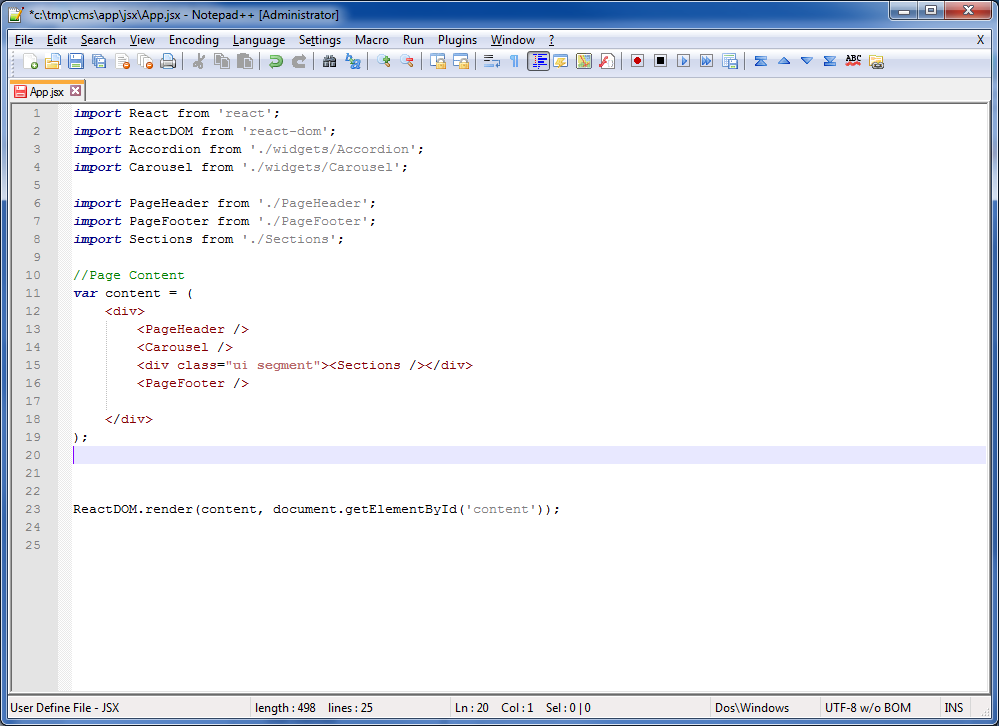 *c:\tmp\cms\app\jsx\App.jsx - Notepad++ [Administrator]
File Edit Search View Encoding Language Settings Macro Run Plugins Window ? X
ABC
App.jsx
1 import React from 'react';
2 import ReactDOM from 'react-dom';
3 import Accordion from './widgets/Accordion';
4 import Carousel from './widgets/Carousel';
5
6 import PageHeader from './PageHeader';
7 import PageFooter from './PageFooter';
8 import Sections from './Sections';
9
10 //Page Content
11 var content = (
12 <div>
13 <PageHeader />
14 <Carousel />
15 <div class="ui segment"><Sections /></div>
16 <PageFooter />
17
18 </div>
19 );
20
21
22
23 ReactDOM.render(content, document.getElementById('content'));
24
25
User Define File - JSX length : 498 lines : 25 Ln : 20 Col : 1 Sel : 0 | 0 Dos\Windows UTF-8 w/o BOM INS